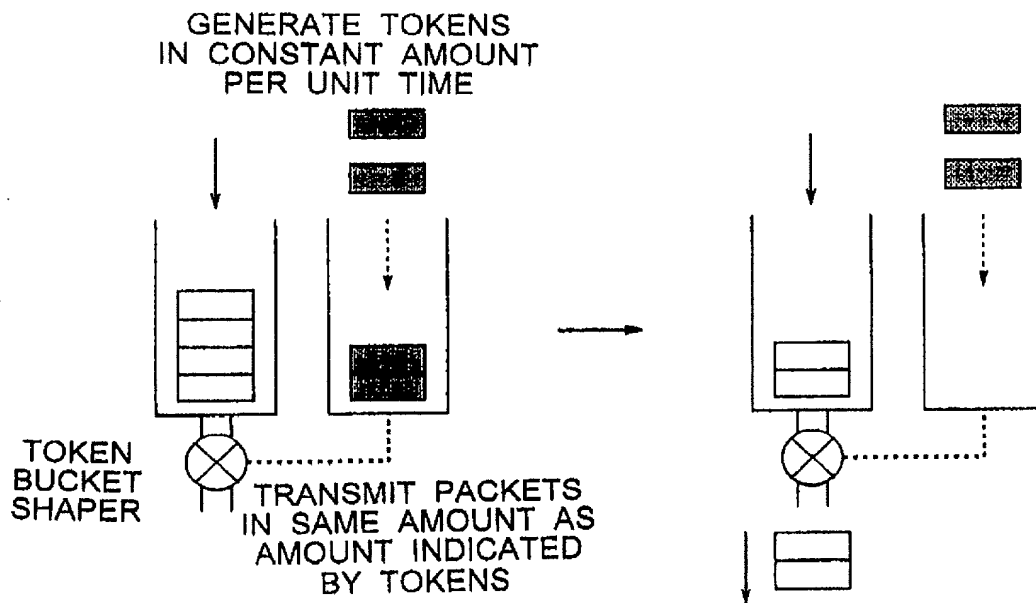 GENERATE TOKENS
IN CONSTANT AMOUNT
PER UNIT TIME
TOKEN
BUCKET
SHAPER
TRANSMIT PACKETS
IN SAME AMOUNT AS
AMOUNT INDICATED
BY TOKENS